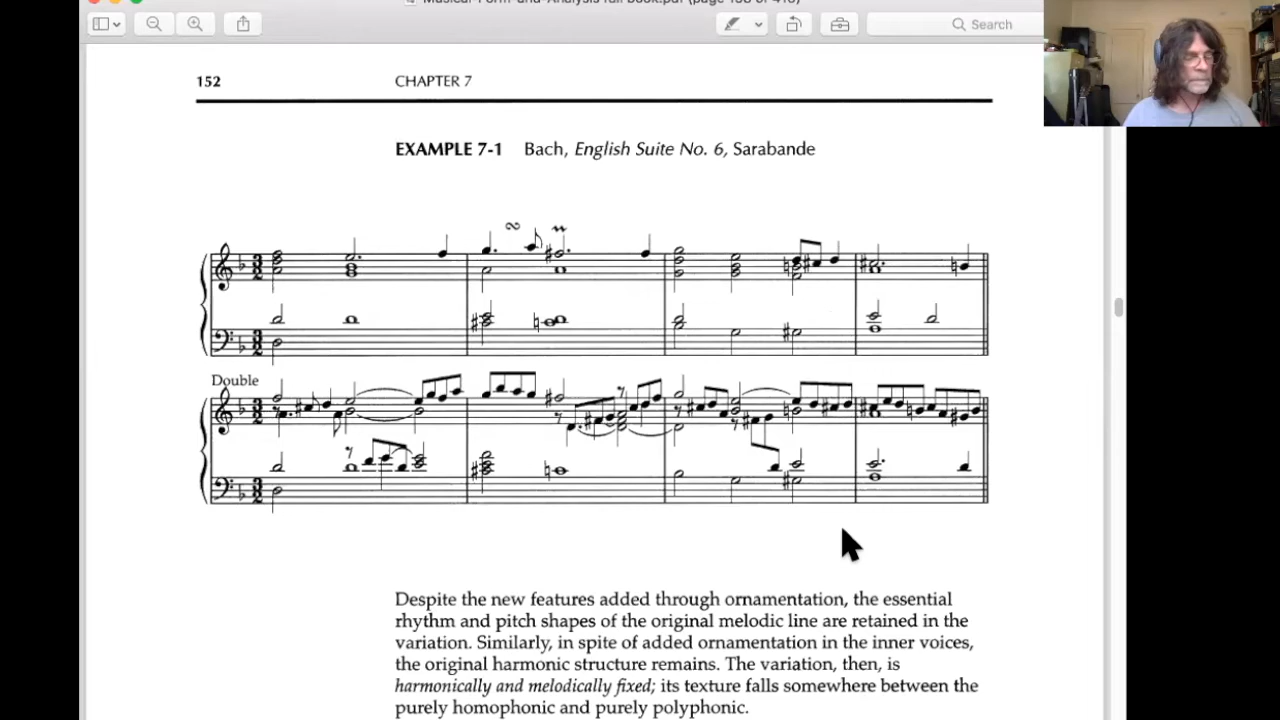 Search
152 CHAPTER 7
EXAMPLE 7-1 Bach, English Suite No. 6, Sarabande
Double
Despite the new features added through ornamentation, the essential
rhythm and pitch shapes of the original melodic line are retained in the
variation. Similarly, in spite of added ornamentation in the inner voices,
the original harmonic structure remains. The variation, then, is
harmonically and melodically fixed; its texture falls somewhere between the
purely homophonic and purely polyphonic.